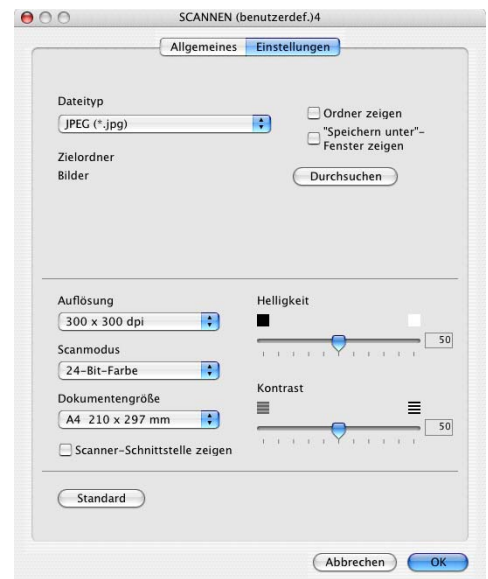 SCANNEN (benutzerdef.)4
Allgemeines Einstellungen
Dateityp
JPEG (*.jpg)
Ordner zeigen
"Speichern unter"-
Fenster zeigen
Zielordner
Bilder
Durchsuchen
Auflösung
300 x 300 dpi
Scanmodus
24-Bit-Farbe
Dokumentengröße
A4 210 x 297 mm
Scanner-Schnittstelle zeigen
Helligkeit
50
Kontrast
50
Standard
Abbrechen OK